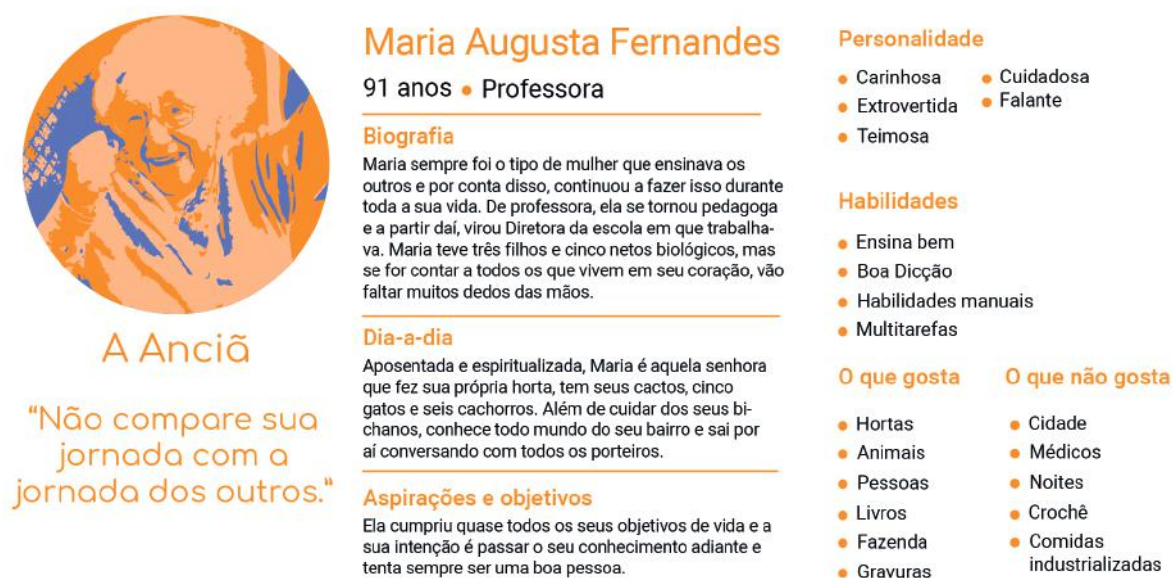 A Anciã
"Não compare sua
jornada com a
jornada dos outros."
Maria Augusta Fernandes
91 anos • Professora
Biografia
Maria sempre foi o tipo de mulher que ensinava os
outros e por conta disso, continuou a fazer isso durante
toda a sua vida. De professora, ela se tornou pedagoga
e a partir daí, virou Diretora da escola em que trabalha-
va. Maria teve três filhos e cinco netos biológicos, mas
se for contar a todos os que vivem em seu coração, vão
faltar muitos dedos das mãos.
Dia-a-dia
Aposentada e espiritualizada, Maria é aquela senhora
que fez sua própria horta, tem seus cactos, cinco
gatos e seis cachorros. Além de cuidar dos seus bi-
chanos, conhece todo mundo do seu bairro e sai por
aí conversando com todos os porteiros.
Aspirações e objetivos
Ela cumpriu quase todos os seus objetivos de vida e a
sua intenção é passar o seu conhecimento adiante e
tenta sempre ser uma boa pessoa.
Personalidade
• Carinhosa
• Extrovertida
• Teimosa
• Cuidadosa
• Falante
Habilidades
• Ensina bem
• Boa Dicção
• Habilidades manuais
• Multitarefas
O que gosta
• Hortas
• Animais
• Pessoas
• Livros
• Fazenda
• Gravuras
O que não gosta
• Cidade
• Médicos
• Noites
• Crochê
• Comidas
industrializadas